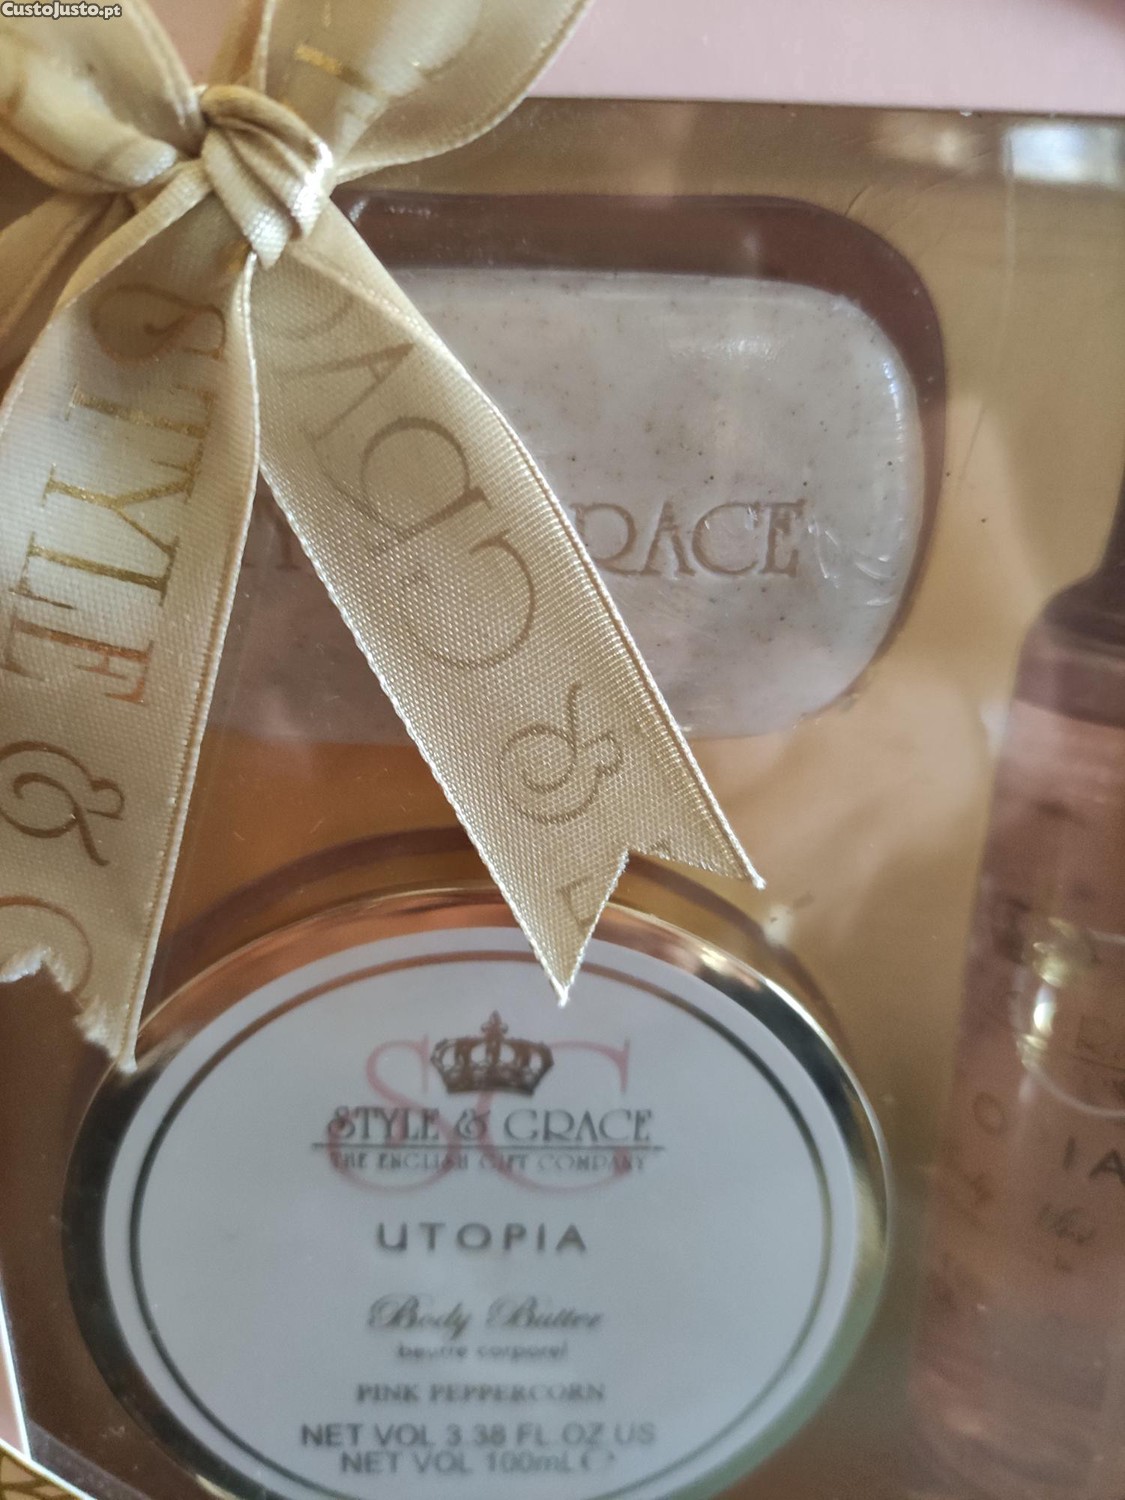 CustoJusto.pt
STYLE & G
GRACE
STYLE & GRACE
THE ENGLISH GIFT COMPANY
UTOPIA
Body Butter
beurre corporel
PINK PEPPERCORN
NET VOL 3.38 FL.OZ US
NET VOL 100mL ℮